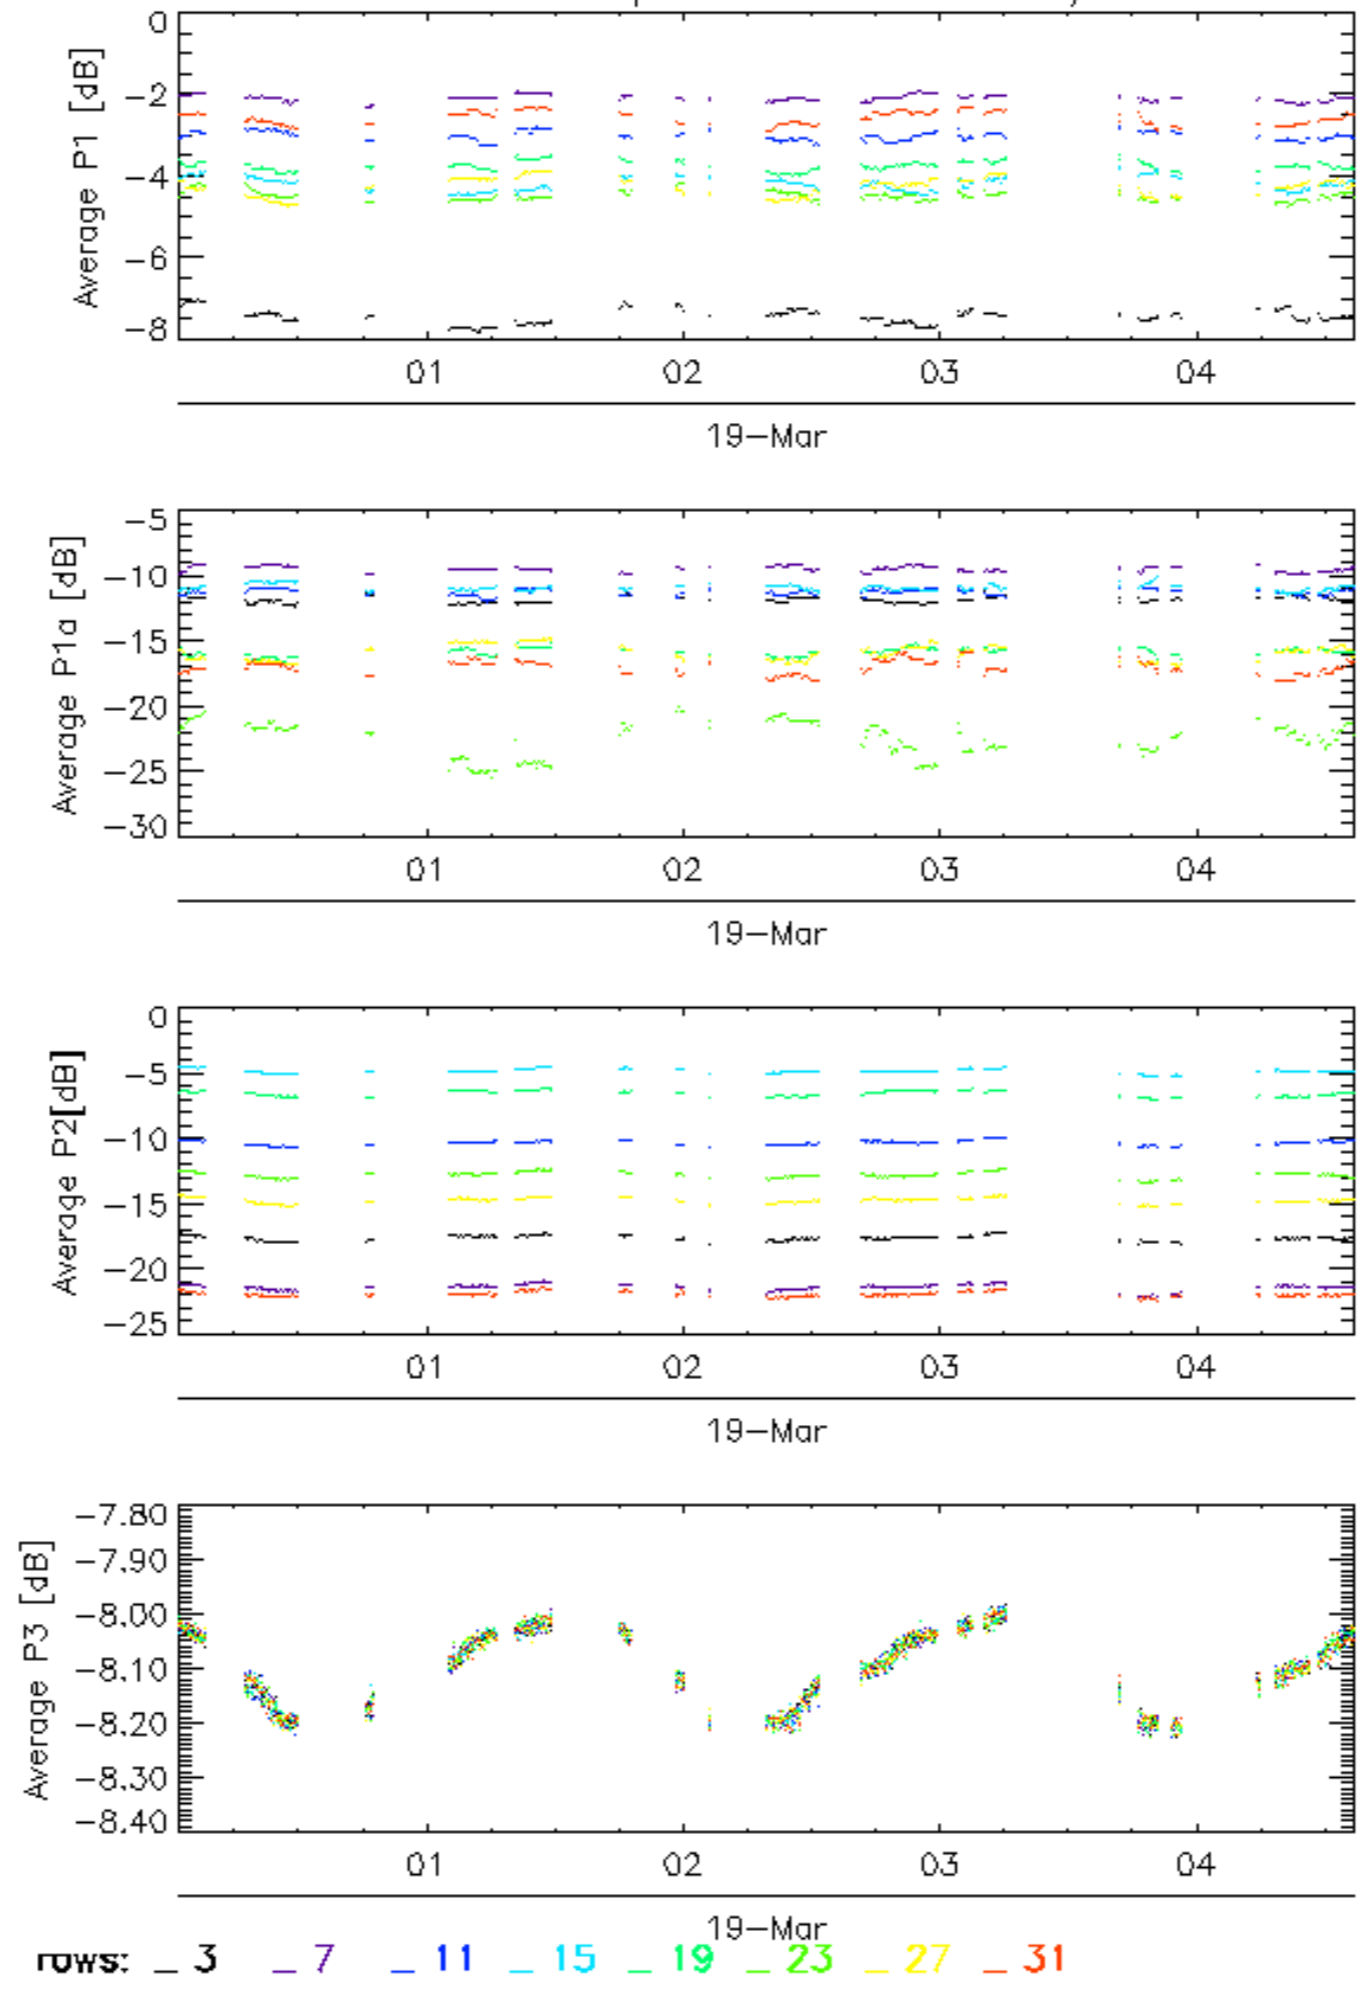 0
−2
−4
−6
−8
Average P1 [dB]
01 02 03 04
19−Mar
−5
−10
−15
−20
−25
−30
Average P1a [dB]
01 02 03 04
19−Mar
0
−5
−10
−15
−20
−25
Average P2[dB]
01 02 03 04
19−Mar
−7.80
−7.90
−8.00
−8.10
−8.20
−8.30
−8.40
Average P3 [dB]
01 02 03 04
19−Mar
rows: _ 3 _ 7 _ 11 _ 15 _ 19 _ 23 _ 27 _ 31